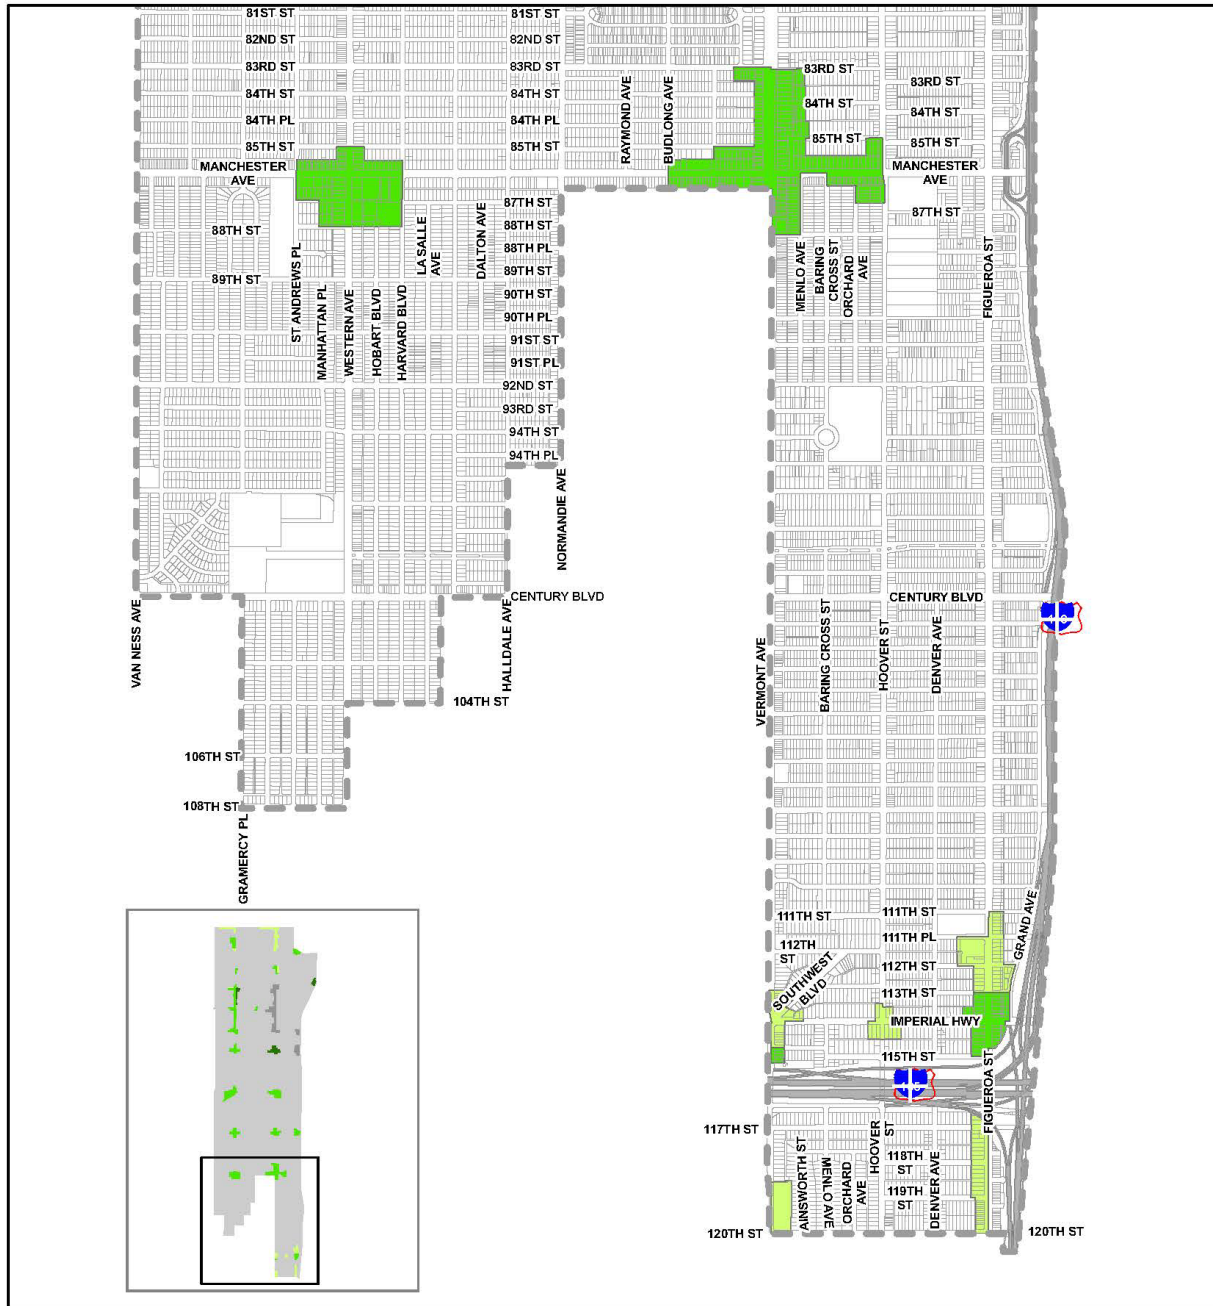 81ST ST
82ND ST
83RD ST
84TH ST
84TH PL
85TH ST
MANCHESTER
AVE
88TH ST
89TH ST
ST ANDREWS PL
MANHATTAN PL
WESTERN AVE
HOBART BLVD
HARVARD BLVD
LA SALLE
AVE
DALTON AVE
81ST ST
82ND ST
83RD ST
84TH ST
84TH PL
85TH ST
87TH ST
88TH ST
88TH PL
89TH ST
90TH ST
90TH PL
91ST ST
91ST PL
92ND ST
93RD ST
94TH ST
94TH PL
RAYMOND AVE
BUDLONG AVE
83RD ST
84TH ST
85TH ST
83RD ST
84TH ST
85TH ST
MANCHESTER
AVE
87TH ST
MENLO AVE
BARING
CROSS ST
ORCHARD
AVE
FIGUEROA ST
NORMANDIE AVE
CENTURY BLVD
HALLDALE AVE
VAN NESS AVE
104TH ST
106TH ST
108TH ST
GRAMERCY PL
VERMONT AVE
BARING CROSS ST
HOOVER ST
DENVER AVE
CENTURY BLVD
111TH ST
112TH
ST
SOUTHWEST
BLVD
111TH ST
111TH PL
112TH ST
113TH ST
IMPERIAL HWY
115TH ST
GRAND AVE
FIGUEROA ST
117TH ST
AINSWORTH ST
MENLO AVE
ORCHARD
AVE
HOOVER
ST
118TH
ST
119TH
ST
DENVER AVE
120TH ST
120TH ST